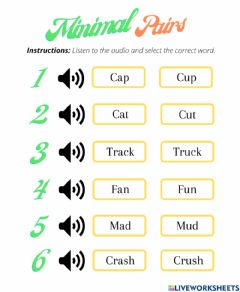 Minimal Pairs
Instructions: Listen to the audio and select the correct word.
1 Cap Cup
2 Cat Cut
3 Track Truck
4 Fan Fun
5 Mad Mud
6 Crash Crush
LIVEWORKSHEETS